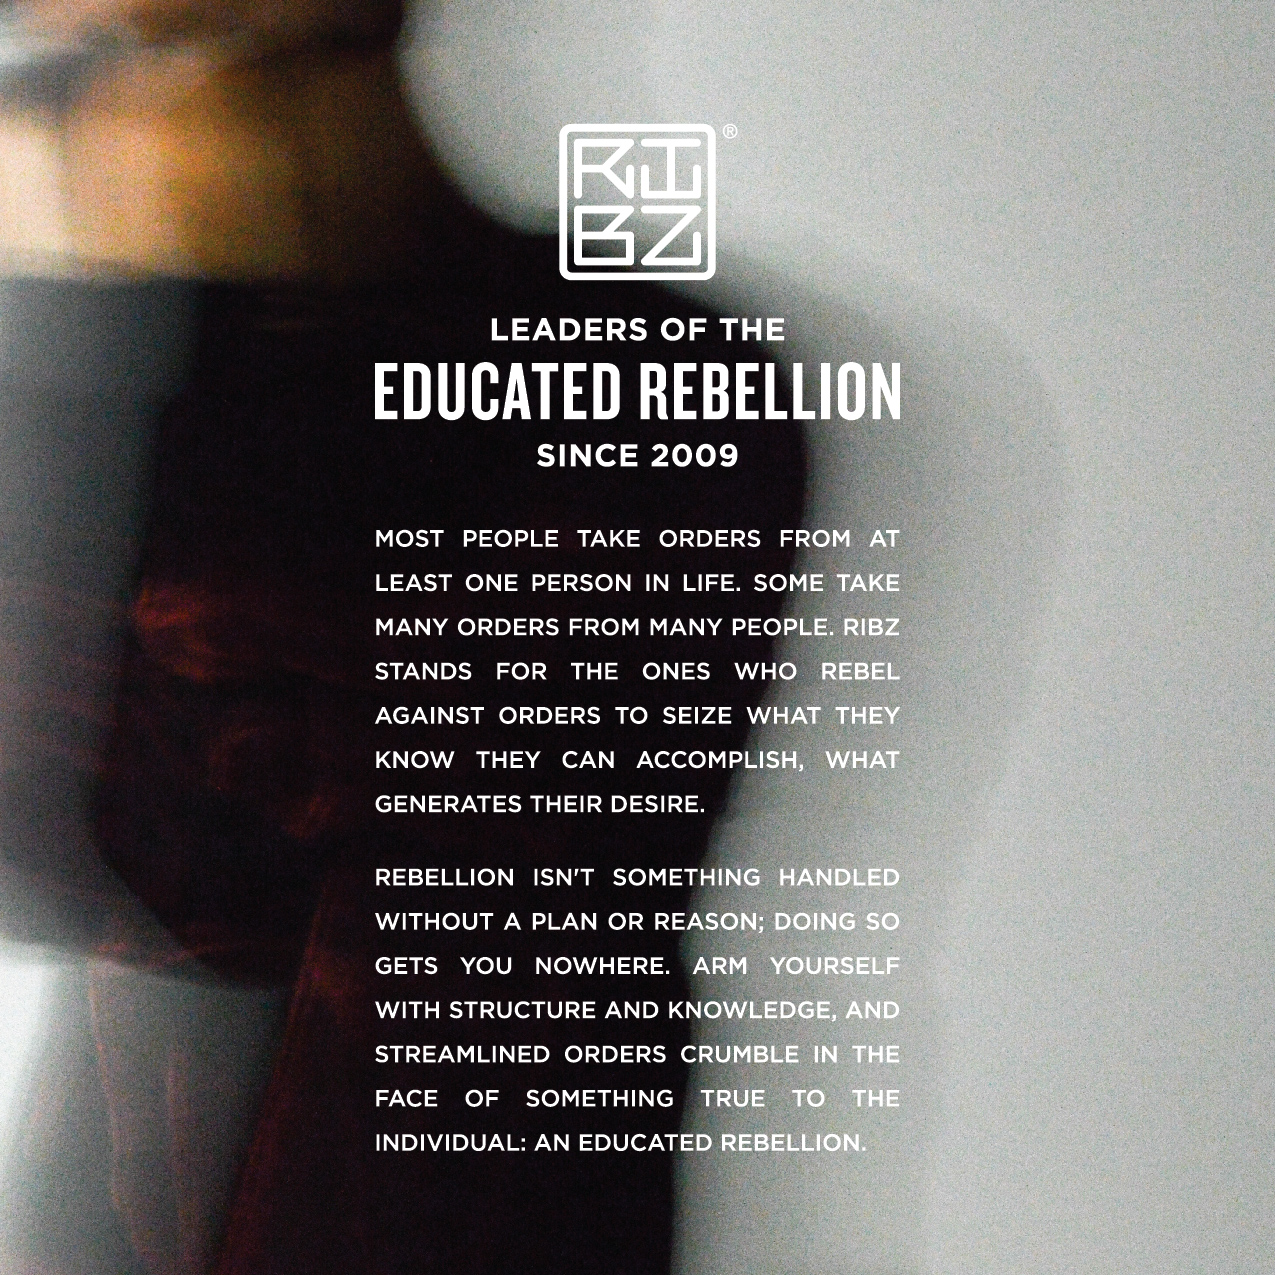 RI
BZ®
LEADERS OF THE
EDUCATED REBELLION
SINCE 2009
MOST PEOPLE TAKE ORDERS FROM AT
LEAST ONE PERSON IN LIFE. SOME TAKE
MANY ORDERS FROM MANY PEOPLE. RIBZ
STANDS FOR THE ONES WHO REBEL
AGAINST ORDERS TO SEIZE WHAT THEY
KNOW THEY CAN ACCOMPLISH, WHAT
GENERATES THEIR DESIRE.
REBELLION ISN'T SOMETHING HANDLED
WITHOUT A PLAN OR REASON; DOING SO
GETS YOU NOWHERE. ARM YOURSELF
WITH STRUCTURE AND KNOWLEDGE, AND
STREAMLINED ORDERS CRUMBLE IN THE
FACE OF SOMETHING TRUE TO THE
INDIVIDUAL: AN EDUCATED REBELLION.